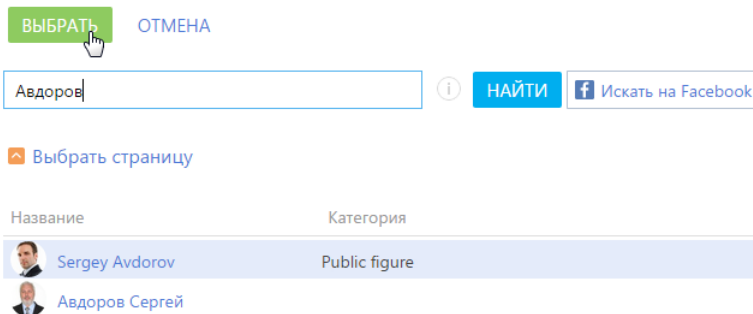 ВЫБРАТЬ ОТМЕНА
Авдоров НАЙТИ Искать на Facebook
Выбрать страницу
Название Категория
Sergey Avdorov Public figure
Авдоров Сергей